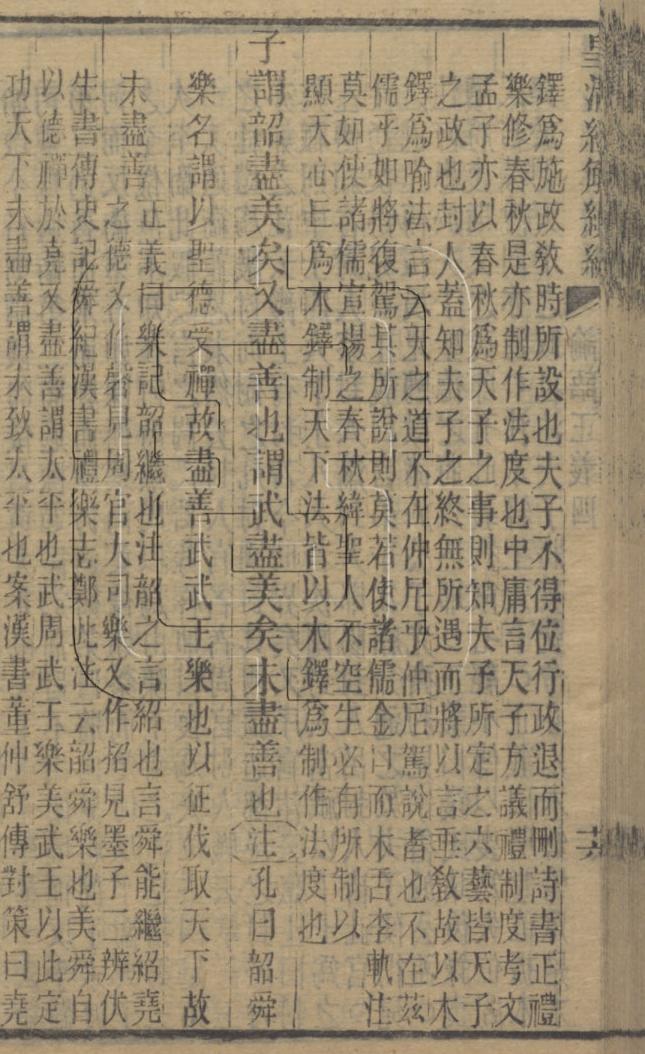 皇清經解續編
論語正義四
鐸爲施政敎時所設也夫子不得位行政退而刪詩書正禮
樂修春秋是亦制作法度也中庸言天子方議禮制度考文
孟子亦以春秋爲天子之事則知夫子所定之六藝皆天子
之政也封人蓋知夫子之終無所遇而將以言垂敎故以木
鐸爲喻法言云天之道不在仲尼乎仲尼駕說者也不在茲
儒乎如將復駕其所說則莫若使諸儒金口而木舌李軌注
莫如使諸儒宣揚之春秋緯聖人不空生必有所制以
顯天心丘爲木鐸制天下法皆以木鐸爲制作法度也
子謂韶盡美矣又盡善也謂武盡美矣未盡善也注孔曰韶舜
樂名謂以聖德受禪故盡善武武王樂也以征伐取天下故
未盡善正義曰樂記韶繼也注韶之言紹也言舜能繼紹堯
之德又作磬見周官大司樂又作招見墨子三辨伏
生書傳史記舜紀漢書禮樂志鄭此注云韶舜樂也美舜自
以德禪於堯又盡善謂太平也武周武王樂美武王以此定
功天下未盡善謂未致太平也案漢書董仲舒傳對策曰堯